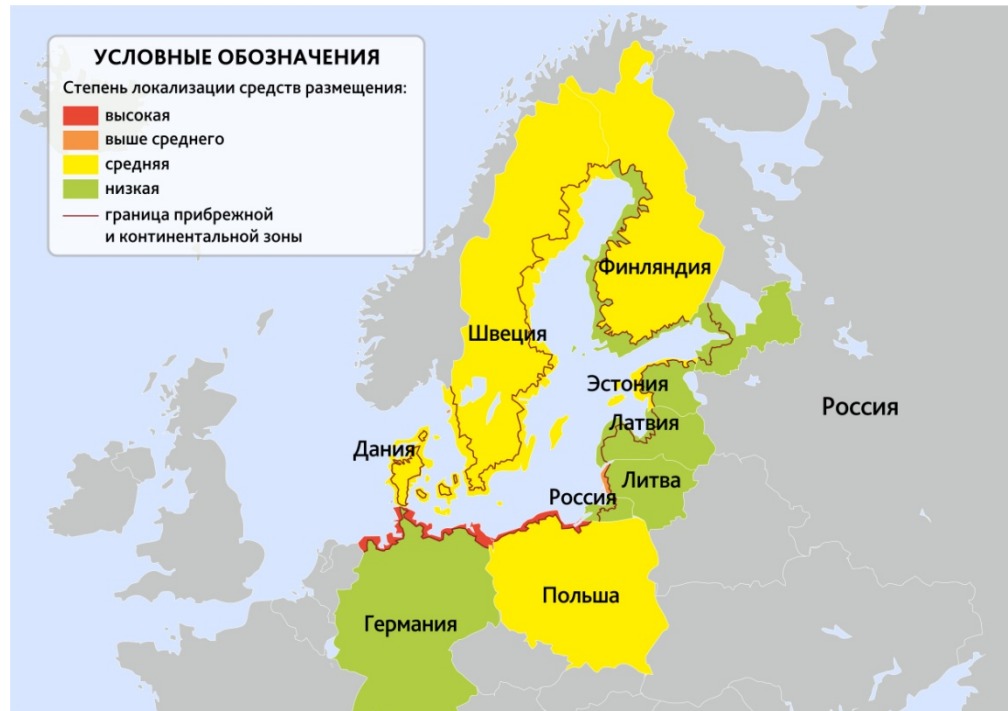 УСЛОВНЫЕ ОБОЗНАЧЕНИЯ
Степень локализации средств размещения:
высокая
выше среднего
средняя
низкая
граница прибрежной
и континентальной зоны
Финляндия
Швеция
Эстония
Россия
Латвия
Дания
Литва
Россия
Польша
Германия